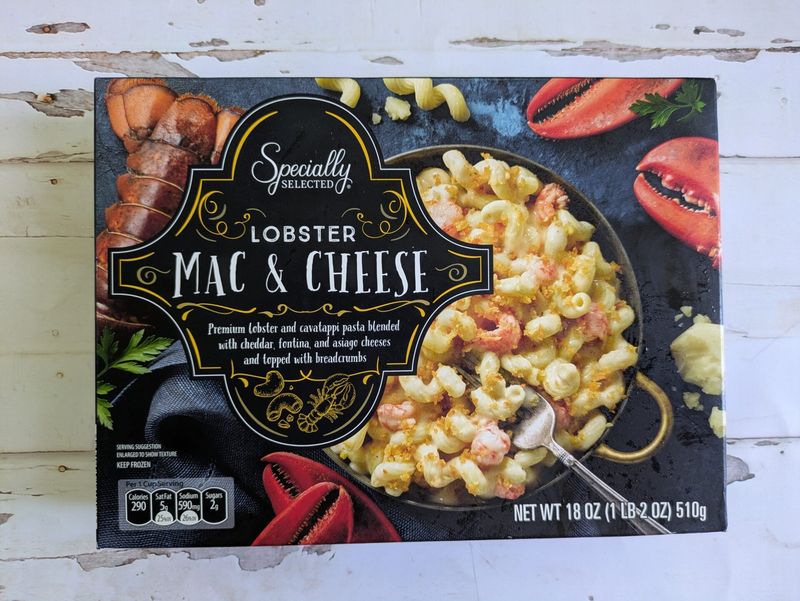 Specially
SELECTED®
LOBSTER
MAC & CHEESE
Premium lobster and cavatappi pasta blended
with cheddar, fontina, and asiago cheeses
and topped with breadcrumbs
SERVING SUGGESTION
ENLARGED TO SHOW TEXTURE
KEEP FROZEN
Per 1 Cup Serving
Calories 290
Sat Fat 5g 25% DV
Sodium 590mg 26% DV
Sugars 2g
NET WT 18 OZ (1 LB 2 OZ) 510g